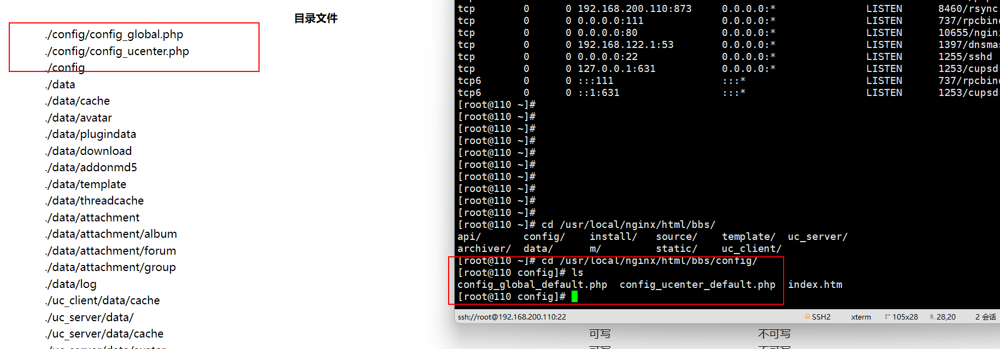 目录文件
./config/config_global.php
./config/config_ucenter.php
./config
./data
./data/cache
./data/avatar
./data/plugindata
./data/download
./data/addonmd5
./data/template
./data/threadcache
./data/attachment
./data/attachment/album
./data/attachment/forum
./data/attachment/group
./data/log
./uc_client/data/cache
./uc_server/data/
./uc_server/data/cache
./uc_server/data/avatar
tcp 0 0 192.168.200.110:873 0.0.0.0:* LISTEN 8460/rsync
tcp 0 0 0.0.0.0:111 0.0.0.0:* LISTEN 737/rpcbind
tcp 0 0 0.0.0.0:80 0.0.0.0:* LISTEN 10655/ngin
tcp 0 0 192.168.122.1:53 0.0.0.0:* LISTEN 1397/dnsmas
tcp 0 0 0.0.0.0:22 0.0.0.0:* LISTEN 1255/sshd
tcp 0 0 127.0.0.1:631 0.0.0.0:* LISTEN 1253/cupsd
tcp6 0 0 :::111 :::* LISTEN 737/rpcbind
tcp6 0 0 ::1:631 :::* LISTEN 1253/cupsd
[root@110 ~]#
[root@110 ~]#
[root@110 ~]#
[root@110 ~]#
[root@110 ~]#
[root@110 ~]#
[root@110 ~]#
[root@110 ~]#
[root@110 ~]#
[root@110 ~]#
[root@110 ~]# cd /usr/local/nginx/html/bbs/
api/ config/ install/ source/ template/ uc_server/
archiver/ data/ m/ static/ uc_client/
[root@110 ~]# cd /usr/local/nginx/html/bbs/config/
[root@110 config]# ls
config_global_default.php config_ucenter_default.php index.htm
[root@110 config]#
ssh://root@192.168.200.110:22 SSH2 xterm 105x28 28,20 2 会话
可写 不可写
可写 不可写